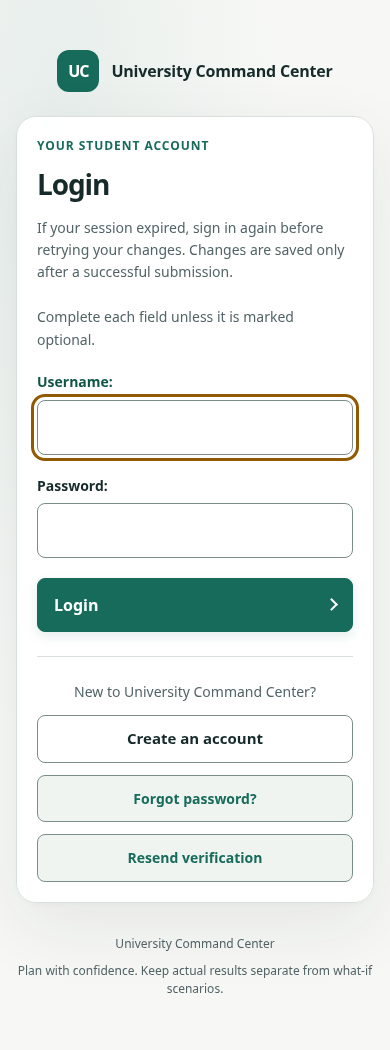 UC
University Command Center
YOUR STUDENT ACCOUNT
Login
If your session expired, sign in again before
retrying your changes. Changes are saved only
after a successful submission.
Complete each field unless it is marked
optional.
Username:
Password:
Login
New to University Command Center?
Create an account
Forgot password?
Resend verification
University Command Center
Plan with confidence. Keep actual results separate from what-if
scenarios.